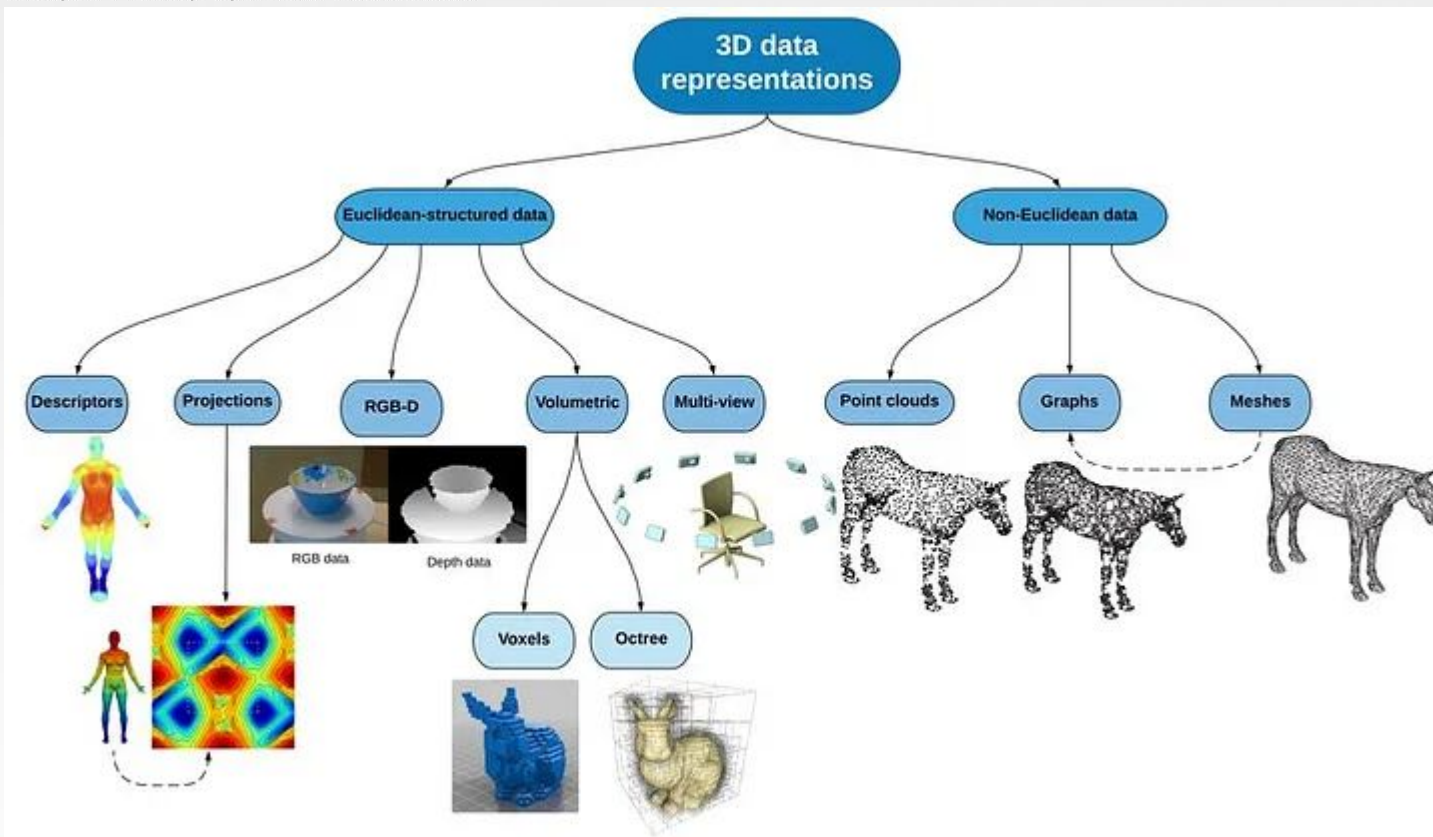 3D data
representations
Euclidean-structured data
Non-Euclidean data
Descriptors
Projections
RGB-D
Volumetric
Multi-view
Point clouds
Graphs
Meshes
RGB data
Depth data
Voxels
Octree